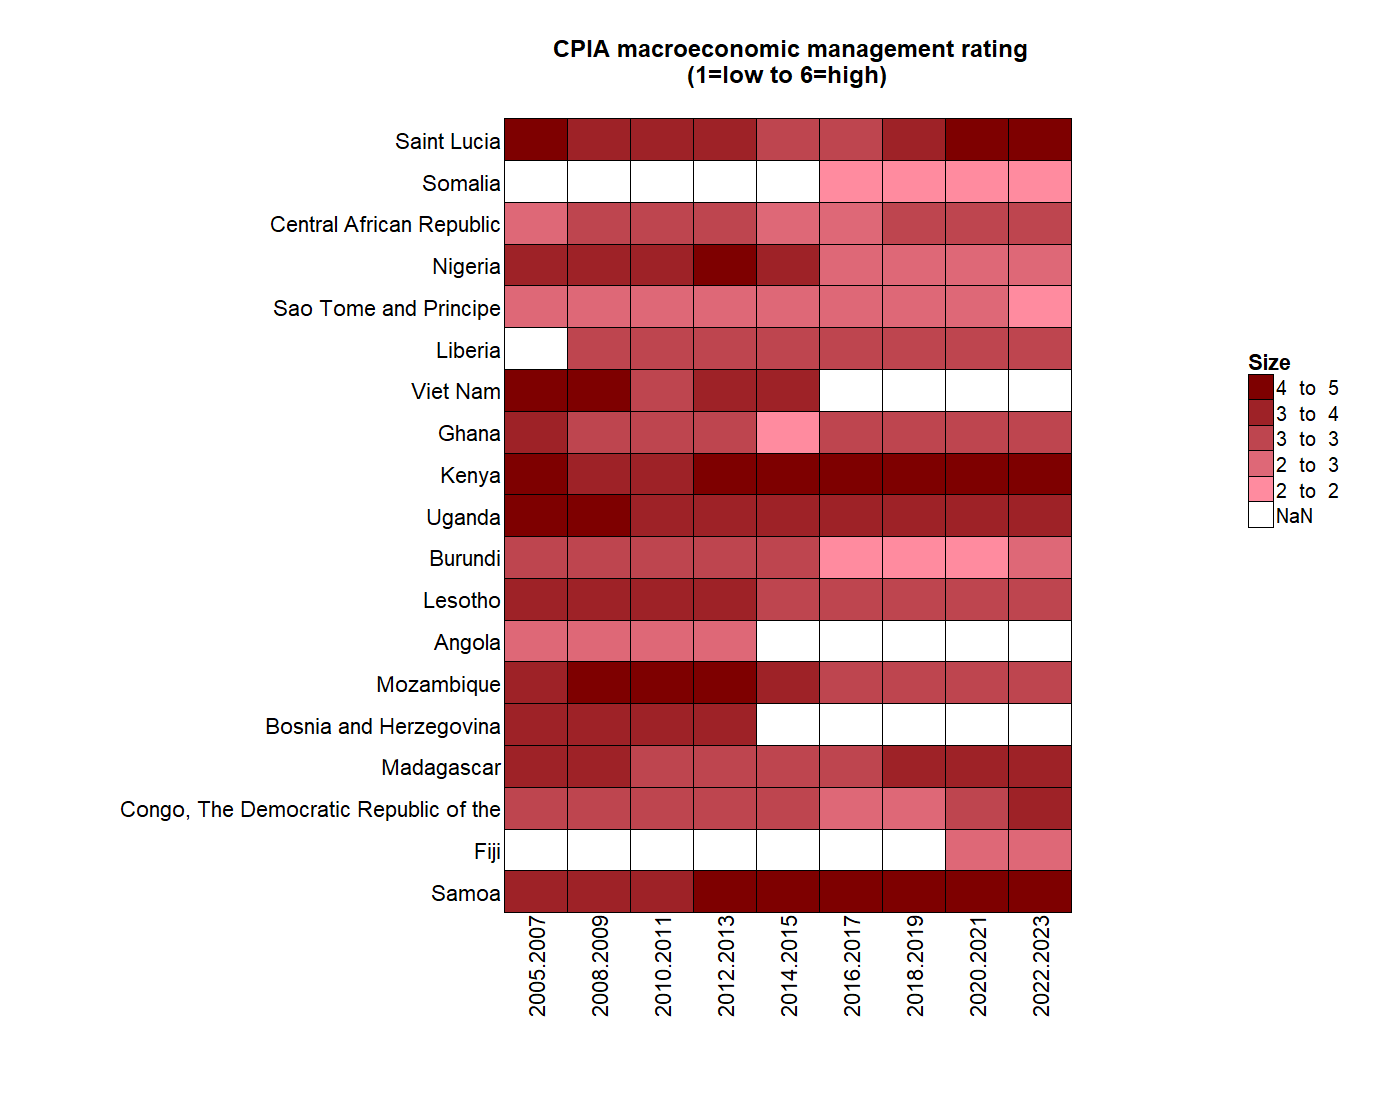 CPIA macroeconomic management rating
(1=low to 6=high)
Saint Lucia
Somalia
Central African Republic
Nigeria
Sao Tome and Principe
Liberia
Viet Nam
Ghana
Kenya
Uganda
Burundi
Lesotho
Angola
Mozambique
Bosnia and Herzegovina
Madagascar
Congo, The Democratic Republic of the
Fiji
Samoa
2005.2007
2008.2009
2010.2011
2012.2013
2014.2015
2016.2017
2018.2019
2020.2021
2022.2023
Size
4 to 5
3 to 4
3 to 3
2 to 3
2 to 2
NaN